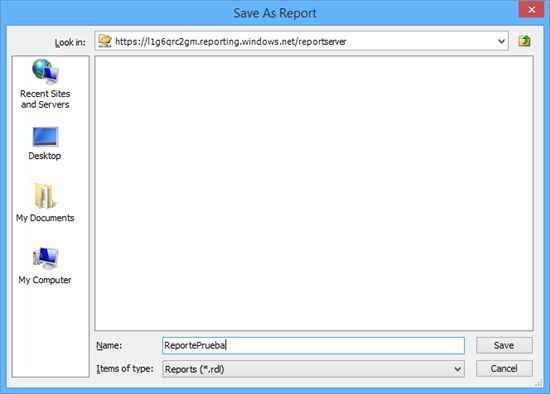 Save As Report
Look in:
https://l1g6qrc2gm.reporting.windows.net/reportserver
Recent Sites
and Servers
Desktop
My Documents
My Computer
Name:
ReportePrueba
Save
Items of type:
Reports (*.rdl)
Cancel